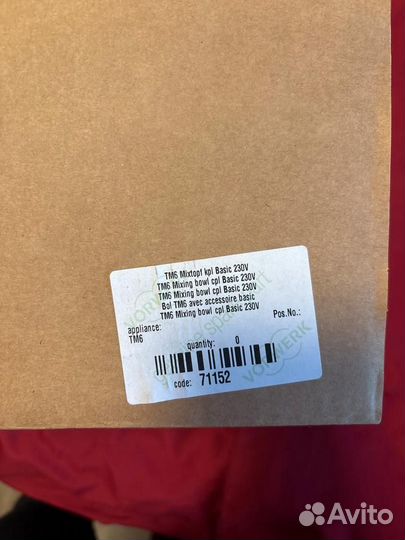 TM6 Mixtopf kpl Basic 230V
TM6 Mixing bowl cpl Basic 230V
TM6 Mixing bowl cpl Basic 230V
Bol TM6 avec accessoire basic
TM6 Mixing bowl cpl Basic 230V
appliance: Pos.No.:
TM6
quantity: 0
code: 71152
VORWERK
VORWERK
Avito